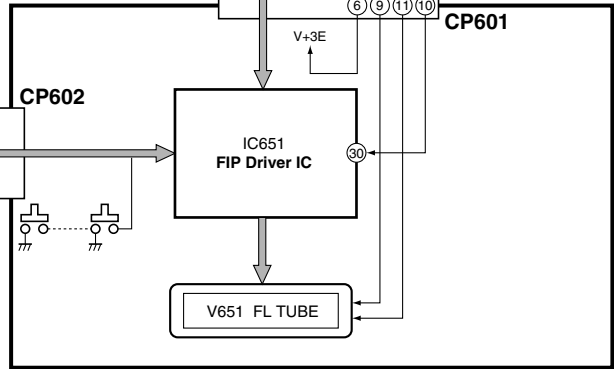 6 9 11 10
CP601
V+3E
CP602
IC651
FIP Driver IC
30
V651 FL TUBE